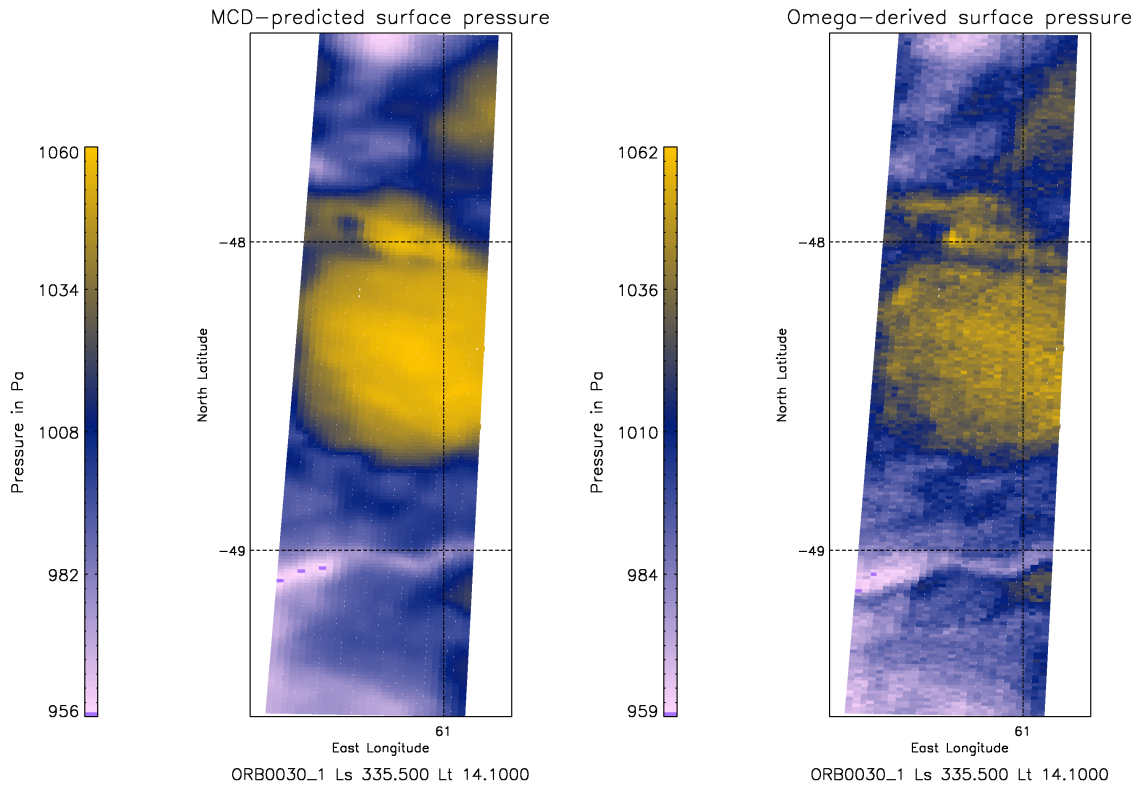 MCD-predicted surface pressure
1060
1034
1008
982
956
Pressure in Pa
-48
-49
North Latitude
61
East Longitude
ORB0030_1 Ls 335.500 Lt 14.1000
Omega-derived surface pressure
1062
1036
1010
984
959
Pressure in Pa
-48
-49
North Latitude
61
East Longitude
ORB0030_1 Ls 335.500 Lt 14.1000